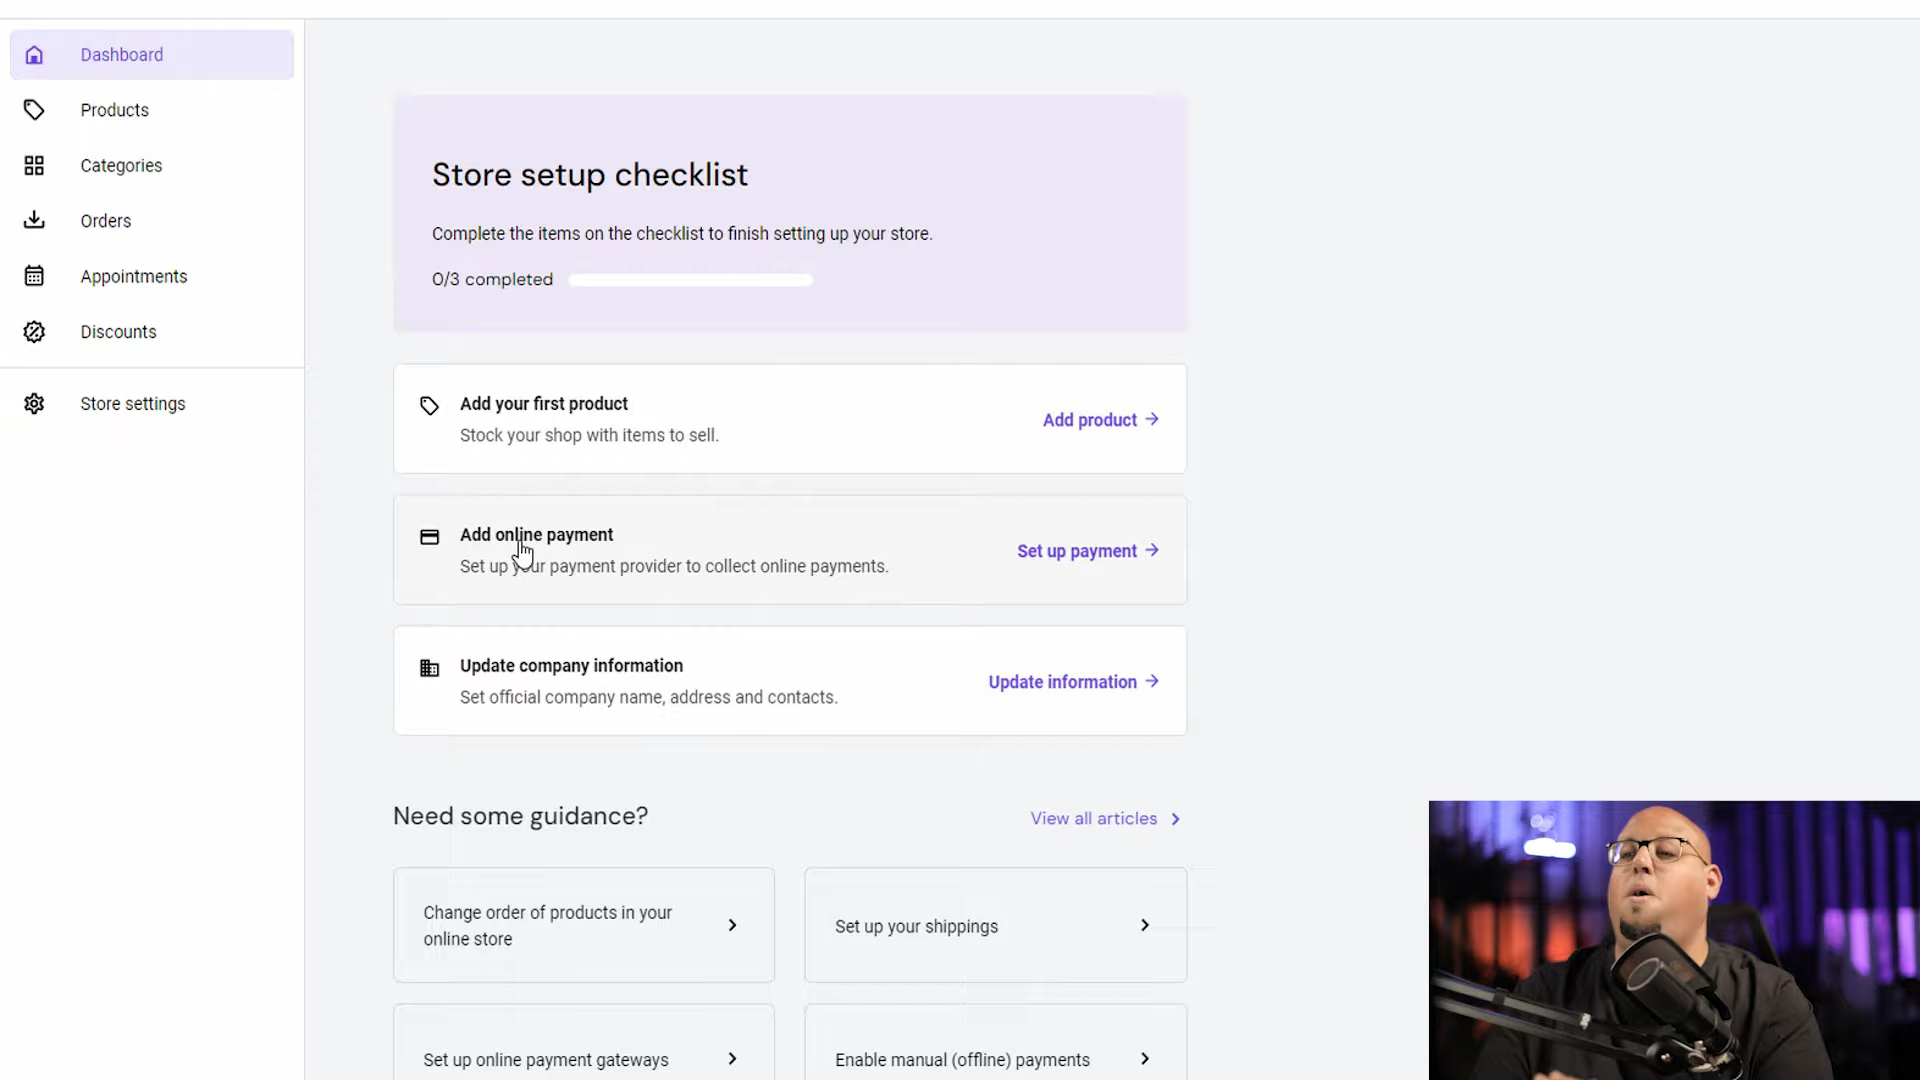 Dashboard
Products
Categories
Orders
Appointments
Discounts
Store settings
Store setup checklist
Complete the items on the checklist to finish setting up your store.
0/3 completed
Add your first product
Stock your shop with items to sell.
Add product
Add online payment
Set up your payment provider to collect online payments.
Set up payment
Update company information
Set official company name, address and contacts.
Update information
Need some guidance?
View all articles
Change order of products in your
online store
Set up your shippings
Set up online payment gateways
Enable manual (offline) payments